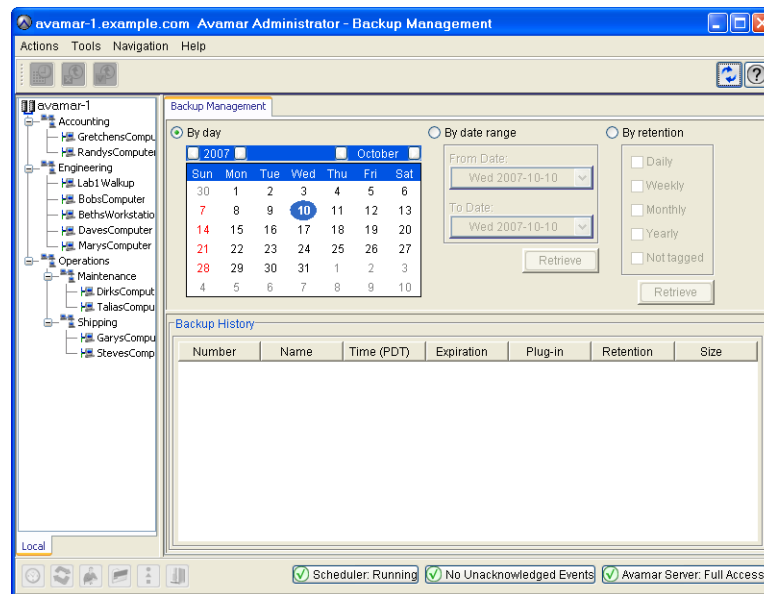 avamar-1.example.com Avamar Administrator - Backup Management
Actions Tools Navigation Help
avamar-1
Accounting
GretchensCompu
RandysComputer
Engineering
Lab1 Walkup
BobsComputer
BethsWorkstatio
DavesComputer
MarysComputer
Operations
Maintenance
DirksComput
TaliasCompu
Shipping
GarysCompu
StevesComp
Local
Backup Management
By day
2007 October
Sun Mon Tue Wed Thu Fri Sat
30 1 2 3 4 5 6
7 8 9 10 11 12 13
14 15 16 17 18 19 20
21 22 23 24 25 26 27
28 29 30 31 1 2 3
4 5 6 7 8 9 10
By date range
From Date:
Wed 2007-10-10
To Date:
Wed 2007-10-10
Retrieve
By retention
Daily
Weekly
Monthly
Yearly
Not tagged
Retrieve
Backup History
Number Name Time (PDT) Expiration Plug-in Retention Size
Scheduler: Running No Unacknowledged Events Avamar Server: Full Access